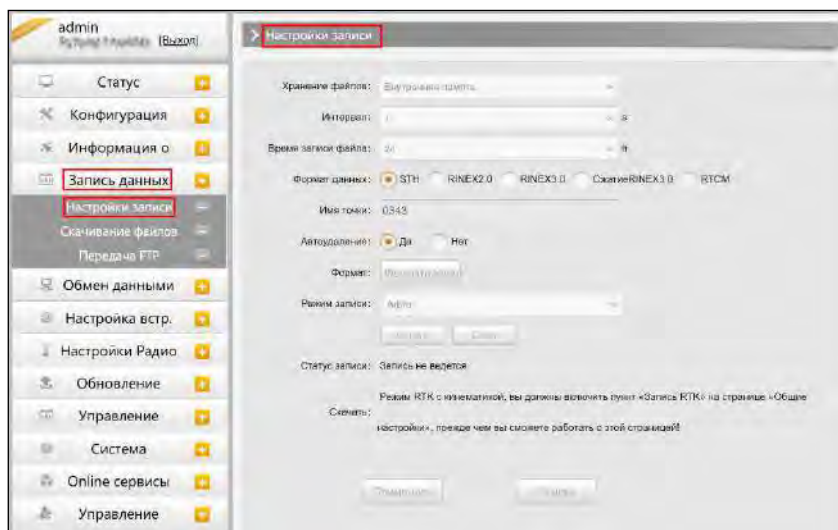 admin
[Выход]
Статус
Конфигурация
Информация о
Запись данных
Настройки записи
Скачивание файлов
Передача FTP
Обмен данными
Настройка встр.
Настройки Радио
Обновление
Управление
Система
Online сервисы
Управление
Настройки записи
Хранение файлов: Внутренняя память
Интервал: s
Время записи файла: 24 h
Формат данных: STH RINEX2.0 RINEX3.0 СжатиеRINEX3.0 RTCM
Имя точки: 0343
Автоудаление: Да Нет
Формат:
Режим записи: Авто
Статус записи: Запись не ведется
Режим RTK с кинематикой, вы должны включить пункт «Запись RTK» на странице «Общие
Скачать:
настройки», прежде чем вы сможете работать с этой страницей!